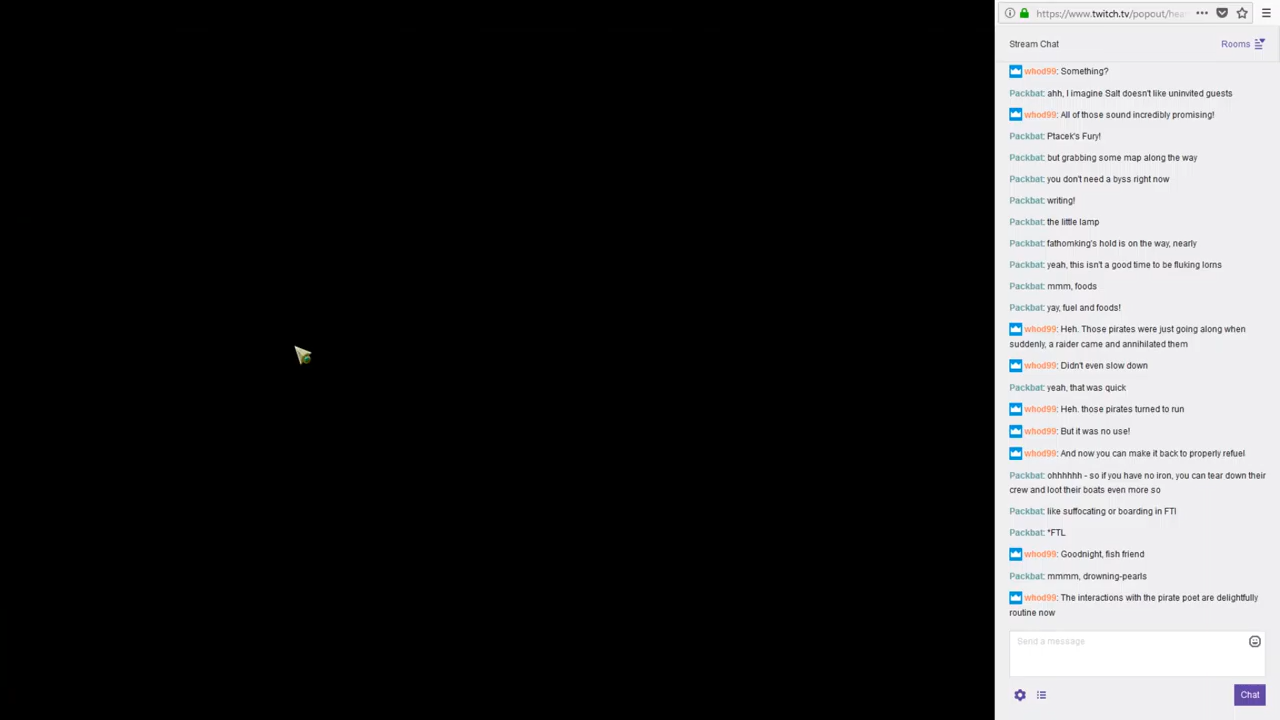 https://www.twitch.tv/popout/hea
Stream Chat
Rooms
whod99: Something?
Packbat: ahh, I imagine Salt doesn't like uninvited guests
whod99: All of those sound incredibly promising!
Packbat: Ptacek's Fury!
Packbat: but grabbing some map along the way
Packbat: you don't need a byss right now
Packbat: writing!
Packbat: the little lamp
Packbat: fathomking's hold is on the way, nearly
Packbat: yeah, this isn't a good time to be fluking lorns
Packbat: mmm, foods
Packbat: yay, fuel and foods!
whod99: Heh. Those pirates were just going along when
suddenly, a raider came and annihilated them
whod99: Didn't even slow down
Packbat: yeah, that was quick
whod99: Heh. those pirates turned to run
whod99: But it was no use!
whod99: And now you can make it back to properly refuel
Packbat: ohhhhhh - so if you have no iron, you can tear down their
crew and loot their boats even more so
Packbat: like suffocating or boarding in FTl
Packbat: *FTL
whod99: Goodnight, fish friend
Packbat: mmmm, drowning-pearls
whod99: The interactions with the pirate poet are delightfully
routine now
Send a message
Chat